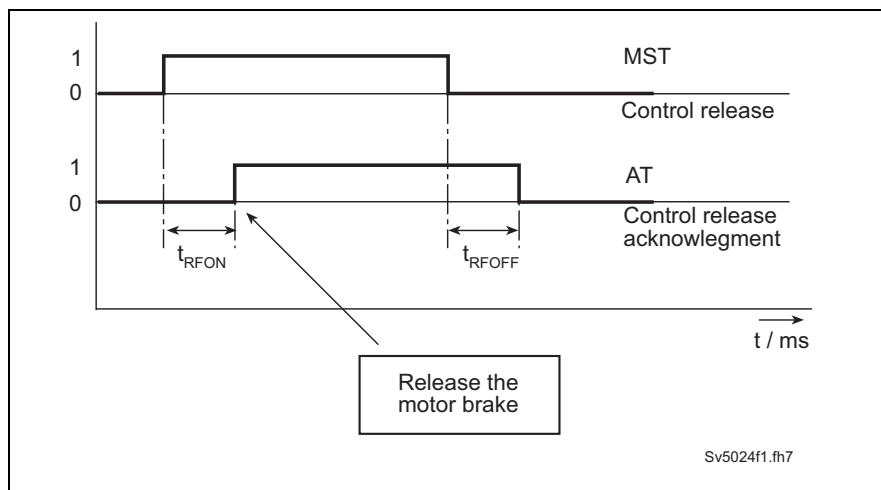 1
MST
0
Control release
1
AT
0
Control release
acknowlegment
tRFON
tRFOFF
t / ms
Release the
motor brake
Sv5024f1.fh7